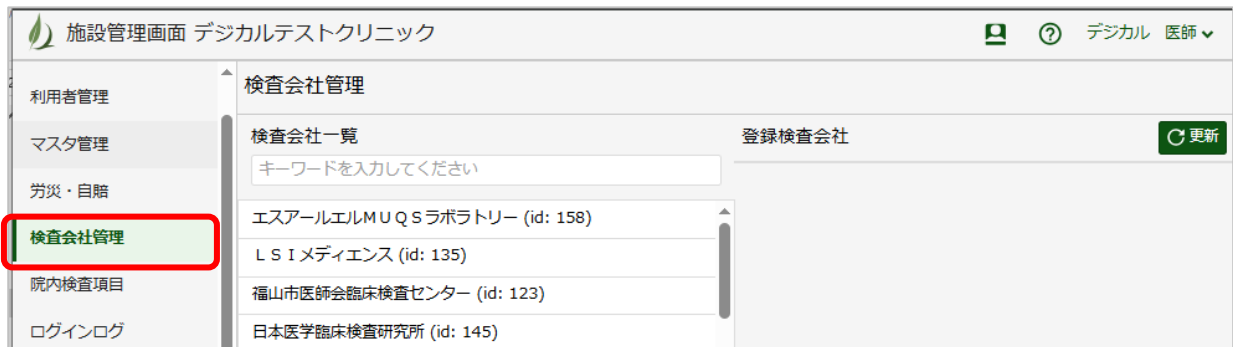 施設管理画面 デジカルテストクリニック
デジカル 医師
利用者管理
マスタ管理
労災・自賠
検査会社管理
院内検査項目
ログインログ
検査会社管理
検査会社一覧
キーワードを入力してください
エスアールエルＭＵＱＳラボラトリー (id: 158)
ＬＳＩメディエンス (id: 135)
福山市医師会臨床検査センター (id: 123)
日本医学臨床検査研究所 (id: 145)
登録検査会社
更新